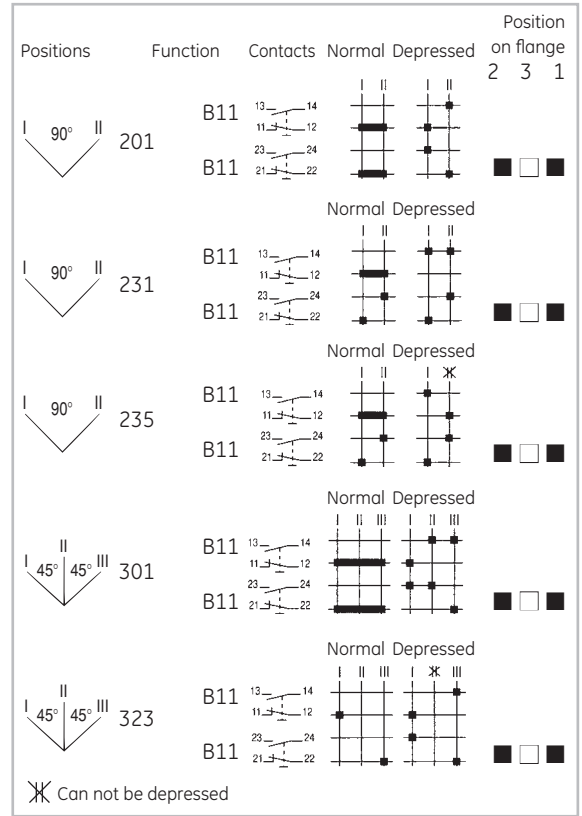 Position
Positions Function Contacts Normal Depressed on flange
2 3 1
I II I II
B11 13 14
I 90° II 201 11 12
23 24
B11 21 22
Normal Depressed
I II I II
B11 13 14
I 90° II 231 11 12
23 24
B11 21 22
Normal Depressed
I II I
B11 13 14
I 90° II 235 11 12
23 24
B11 21 22
Normal Depressed
I II III I II III
B11 13 14
II
I 45° 45° III 301 11 12
23 24
B11 21 22
Normal Depressed
I II III I III
B11 13 14
II
I 45° 45° III 323 11 12
23 24
B11 21 22
Can not be depressed